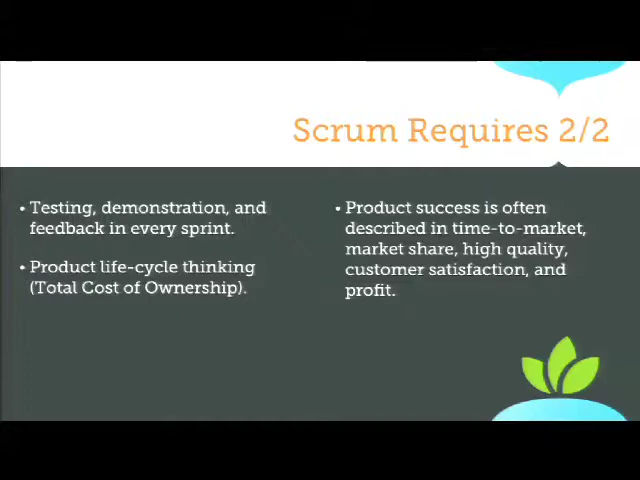 Scrum Requires 2/2
• Testing, demonstration, and
feedback in every sprint.
• Product life-cycle thinking
(Total Cost of Ownership).
• Product success is often
described in time-to-market,
market share, high quality,
customer satisfaction, and
profit.